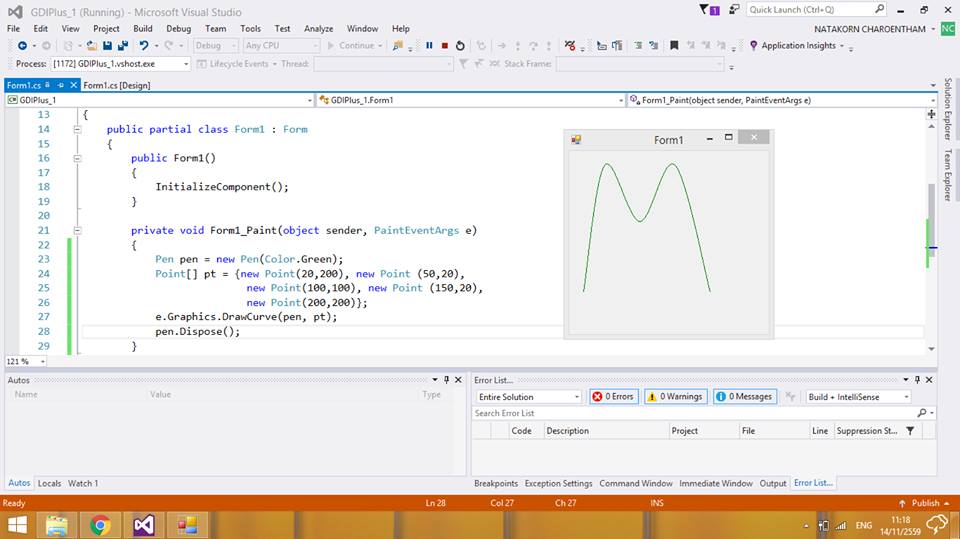 GDIPlus_1 (Running) - Microsoft Visual Studio
1
Quick Launch (Ctrl+Q)
File Edit View Project Build Debug Team Tools Test Analyze Window Help
NATAKORN CHAROENTHAM NC
Debug Any CPU Continue Application Insights
Process: [1172] GDIPlus_1.vshost.exe Lifecycle Events Thread: Stack Frame:
Form1.cs Form1.cs [Design]
GDIPlus_1 GDIPlus_1.Form1 Form1_Paint(object sender, PaintEventArgs e)
13 {
14 public partial class Form1 : Form
15 {
16 public Form1()
17 {
18 InitializeComponent();
19 }
20
21 private void Form1_Paint(object sender, PaintEventArgs e)
22 {
23 Pen pen = new Pen(Color.Green);
24 Point[] pt = {new Point(20,200), new Point (50,20),
25 new Point(100,100), new Point (150,20),
26 new Point(200,200)};
27 e.Graphics.DrawCurve(pen, pt);
28 pen.Dispose();
29 }
121 %
Form1
Solution Explorer
Team Explorer
Autos
Name Value Type
Autos Locals Watch 1
Error List...
Entire Solution 0 Errors 0 Warnings 0 Messages Build + IntelliSense
Search Error List
Code Description Project File Line Suppression St...
Breakpoints Exception Settings Command Window Immediate Window Output Error List...
Ready Ln 28 Col 27 Ch 27 INS Publish
ENG
11:18
14/11/2559